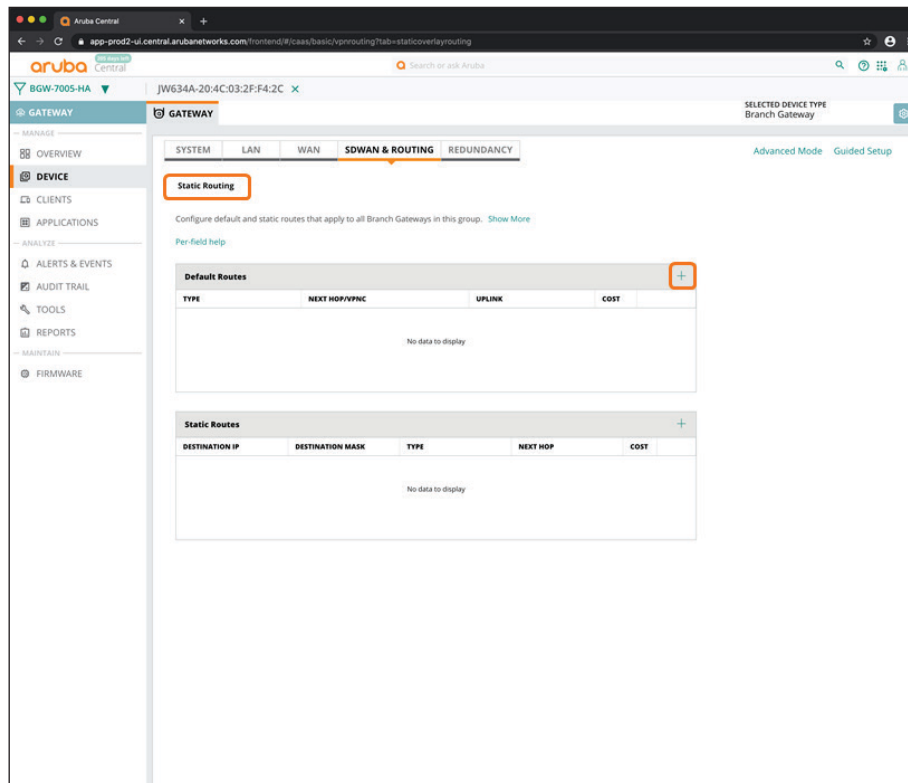 Aruba Central
app-prod2-ui.central.arubanetworks.com/frontend/#/caas/basic/vpnrouting?tab=staticoverlayrouting
aruba Central
Search or ask Aruba
BGW-7005-HA
JW634A-20:4C:03:2F:F4:2C
GATEWAY
GATEWAY
SELECTED DEVICE TYPE
Branch Gateway
MANAGE
OVERVIEW
DEVICE
CLIENTS
APPLICATIONS
ANALYZE
ALERTS & EVENTS
AUDIT TRAIL
TOOLS
REPORTS
MAINTAIN
FIRMWARE
SYSTEM LAN WAN SDWAN & ROUTING REDUNDANCY
Advanced Mode Guided Setup
Static Routing
Configure default and static routes that apply to all Branch Gateways in this group. Show More
Per-field help
Default Routes
TYPE NEXT HOP/VPNC UPLINK COST
No data to display
Static Routes
DESTINATION IP DESTINATION MASK TYPE NEXT HOP COST
No data to display